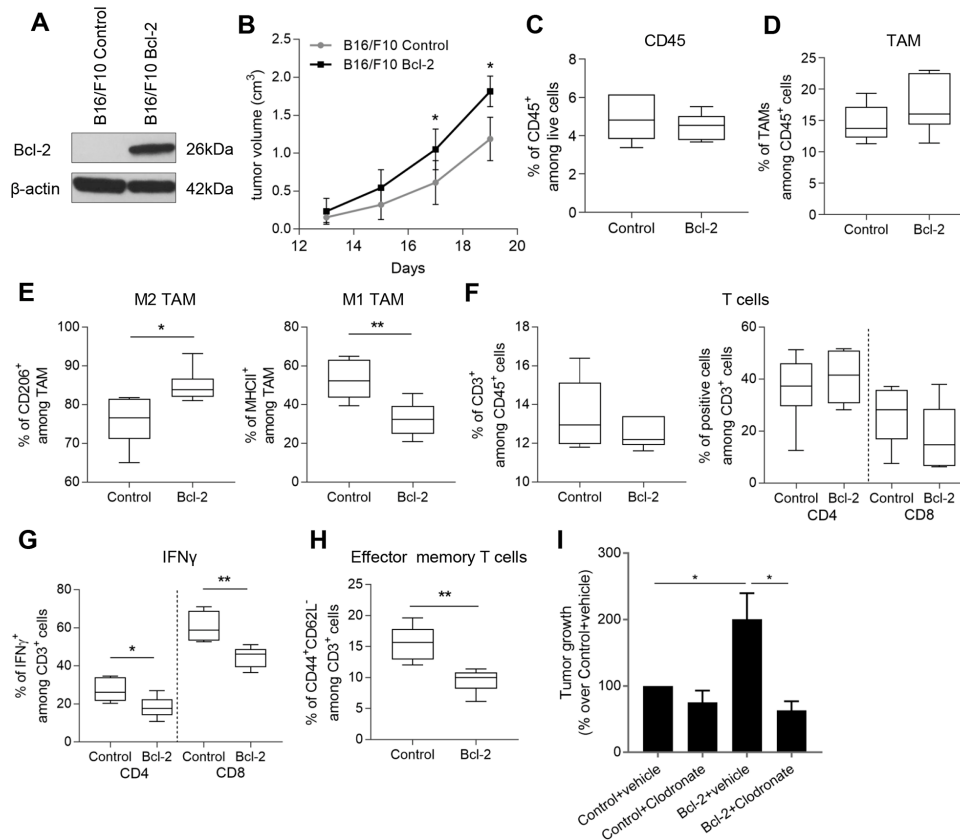 A
B16/F10 Control
B16/F10 Bcl-2
Bcl-2
26kDa
β-actin
42kDa
B
B16/F10 Control
B16/F10 Bcl-2
tumor volume (cm³)
2.5
2.0
1.5
1.0
0.5
0.0
*
*
12
14
16
18
20
Days
C
CD45
% of CD45⁺
among live cells
8
6
4
2
0
Control
Bcl-2
D
TAM
% of TAMs
among CD45⁺ cells
25
20
15
10
5
0
Control
Bcl-2
E
M2 TAM
% of CD206⁺
among TAM
100
90
80
70
60
*
Control
Bcl-2
M1 TAM
% of MHCII⁺
among TAM
80
60
40
20
0
**
Control
Bcl-2
F
T cells
% of CD3⁺
among CD45⁺ cells
18
16
14
12
10
Control
Bcl-2
% of positive cells
among CD3⁺ cells
60
40
20
0
Control
Bcl-2
Control
Bcl-2
CD4
CD8
G
IFNγ
% of IFNγ⁺
among CD3⁺ cells
80
60
40
20
0
*
**
Control
Bcl-2
Control
Bcl-2
CD4
CD8
H
Effector memory T cells
% of CD44⁺CD62L⁻
among CD3⁺ cells
25
20
15
10
5
0
**
Control
Bcl-2
I
Tumor growth
(% over Control+vehicle)
300
200
150
100
50
0
*
*
Control+vehicle
Control+Clodronate
Bcl-2+vehicle
Bcl-2+Clodronate